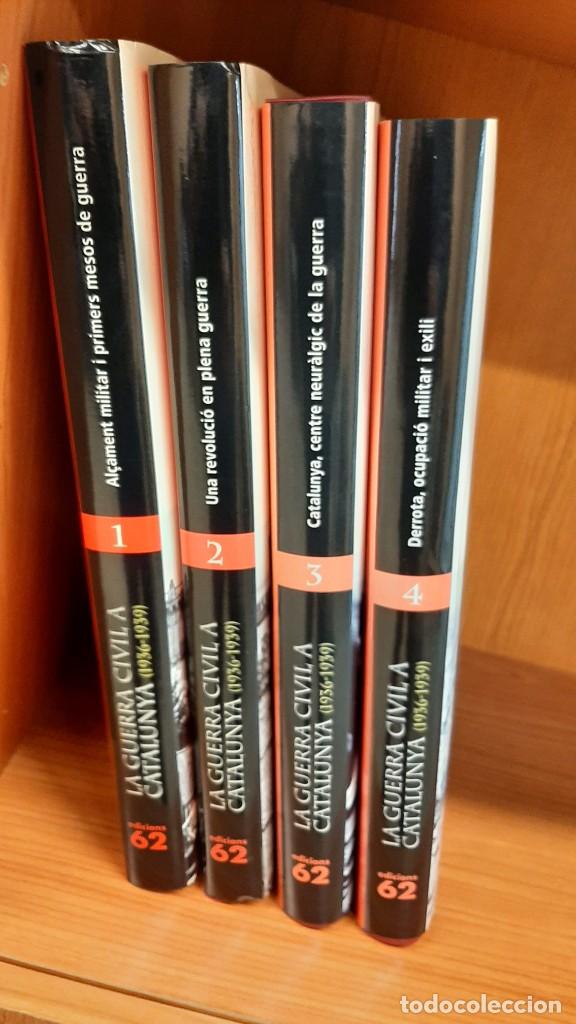 Alçament militar i primers mesos de guerra
1
LA GUERRA CIVIL A
CATALUNYA (1936-1939)
edicions
62
Una revolució en plena guerra
2
LA GUERRA CIVIL A
CATALUNYA (1936-1939)
edicions
62
Catalunya, centre neuràlgic de la guerra
3
LA GUERRA CIVIL A
CATALUNYA (1936-1939)
edicions
62
Derrota, ocupació militar i exili
4
LA GUERRA CIVIL A
CATALUNYA (1936-1939)
edicions
62
todocoleccion.net